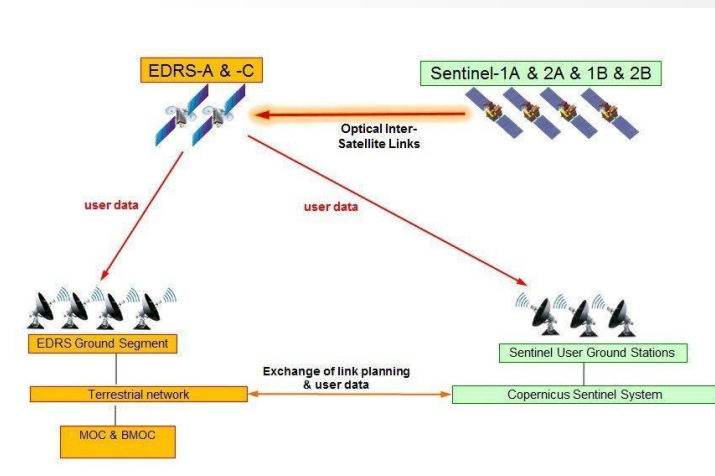 EDRS-A & -C
Sentinel-1A & 2A & 1B & 2B
Optical Inter-
Satellite Links
user data
user data
EDRS Ground Segment
Sentinel User Ground Stations
Exchange of link planning
& user data
Terrestrial network
Copernicus Sentinel System
MOC & BMOC